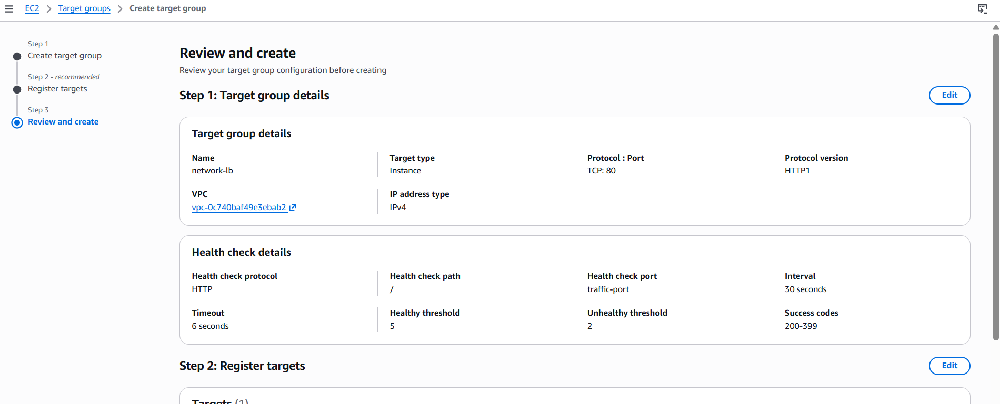 EC2 > Target groups > Create target group
Step 1
Create target group
Step 2 - recommended
Register targets
Step 3
Review and create
Review and create
Review your target group configuration before creating
Step 1: Target group details
Edit
Target group details
Name
network-lb
Target type
Instance
Protocol : Port
TCP: 80
Protocol version
HTTP1
VPC
vpc-0c740baf49e3ebab2
IP address type
IPv4
Health check details
Health check protocol
HTTP
Health check path
/
Health check port
traffic-port
Interval
30 seconds
Timeout
6 seconds
Healthy threshold
5
Unhealthy threshold
2
Success codes
200-399
Step 2: Register targets
Edit
Targets (1)